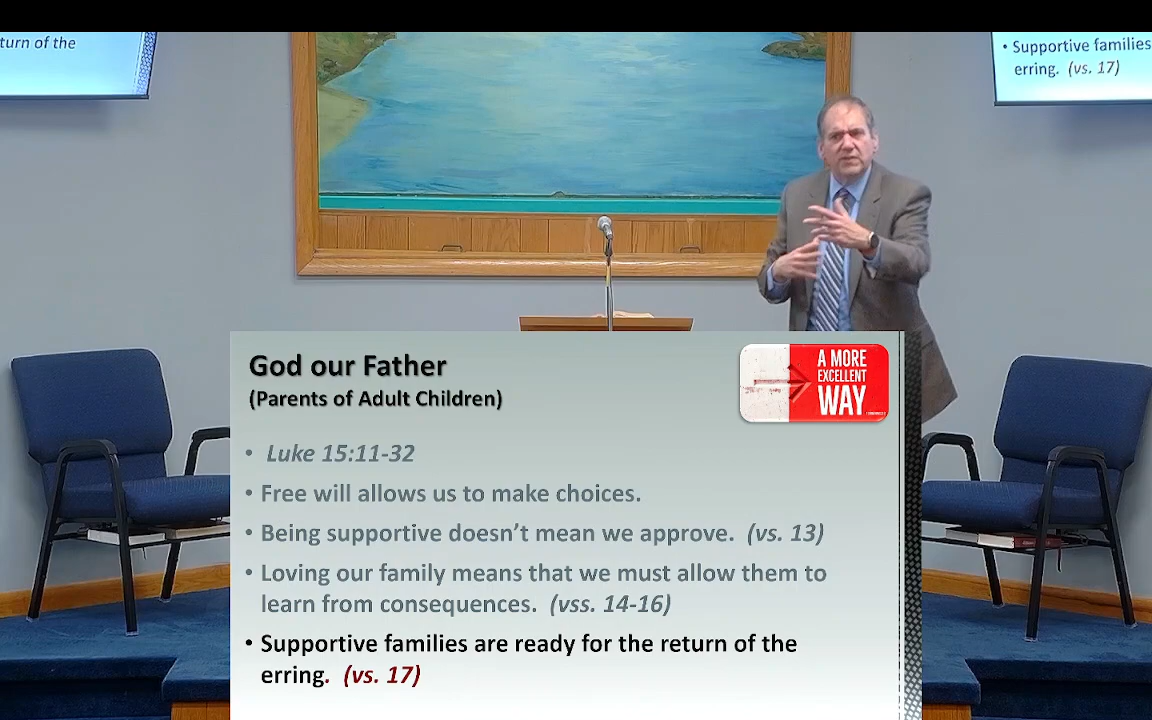 turn of the
• Supportive families
erring. (vs. 17)
God our Father
(Parents of Adult Children)
A MORE
EXCELLENT
WAY
• Luke 15:11-32
• Free will allows us to make choices.
• Being supportive doesn’t mean we approve. (vs. 13)
• Loving our family means that we must allow them to
learn from consequences. (vss. 14-16)
• Supportive families are ready for the return of the
erring. (vs. 17)